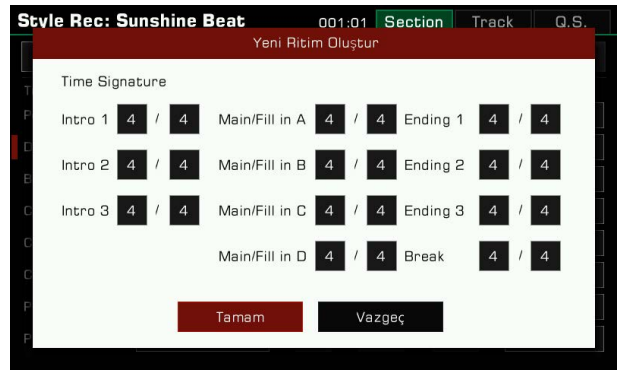 Style Rec: Sunshine Beat 001:01 Section Track Q.S.
Yeni Ritim Oluştur
Time Signature
Intro 1 4 / 4 Main/Fill in A 4 / 4 Ending 1 4 / 4
Intro 2 4 / 4 Main/Fill in B 4 / 4 Ending 2 4 / 4
Intro 3 4 / 4 Main/Fill in C 4 / 4 Ending 3 4 / 4
Main/Fill in D 4 / 4 Break 4 / 4
Tamam Vazgeç